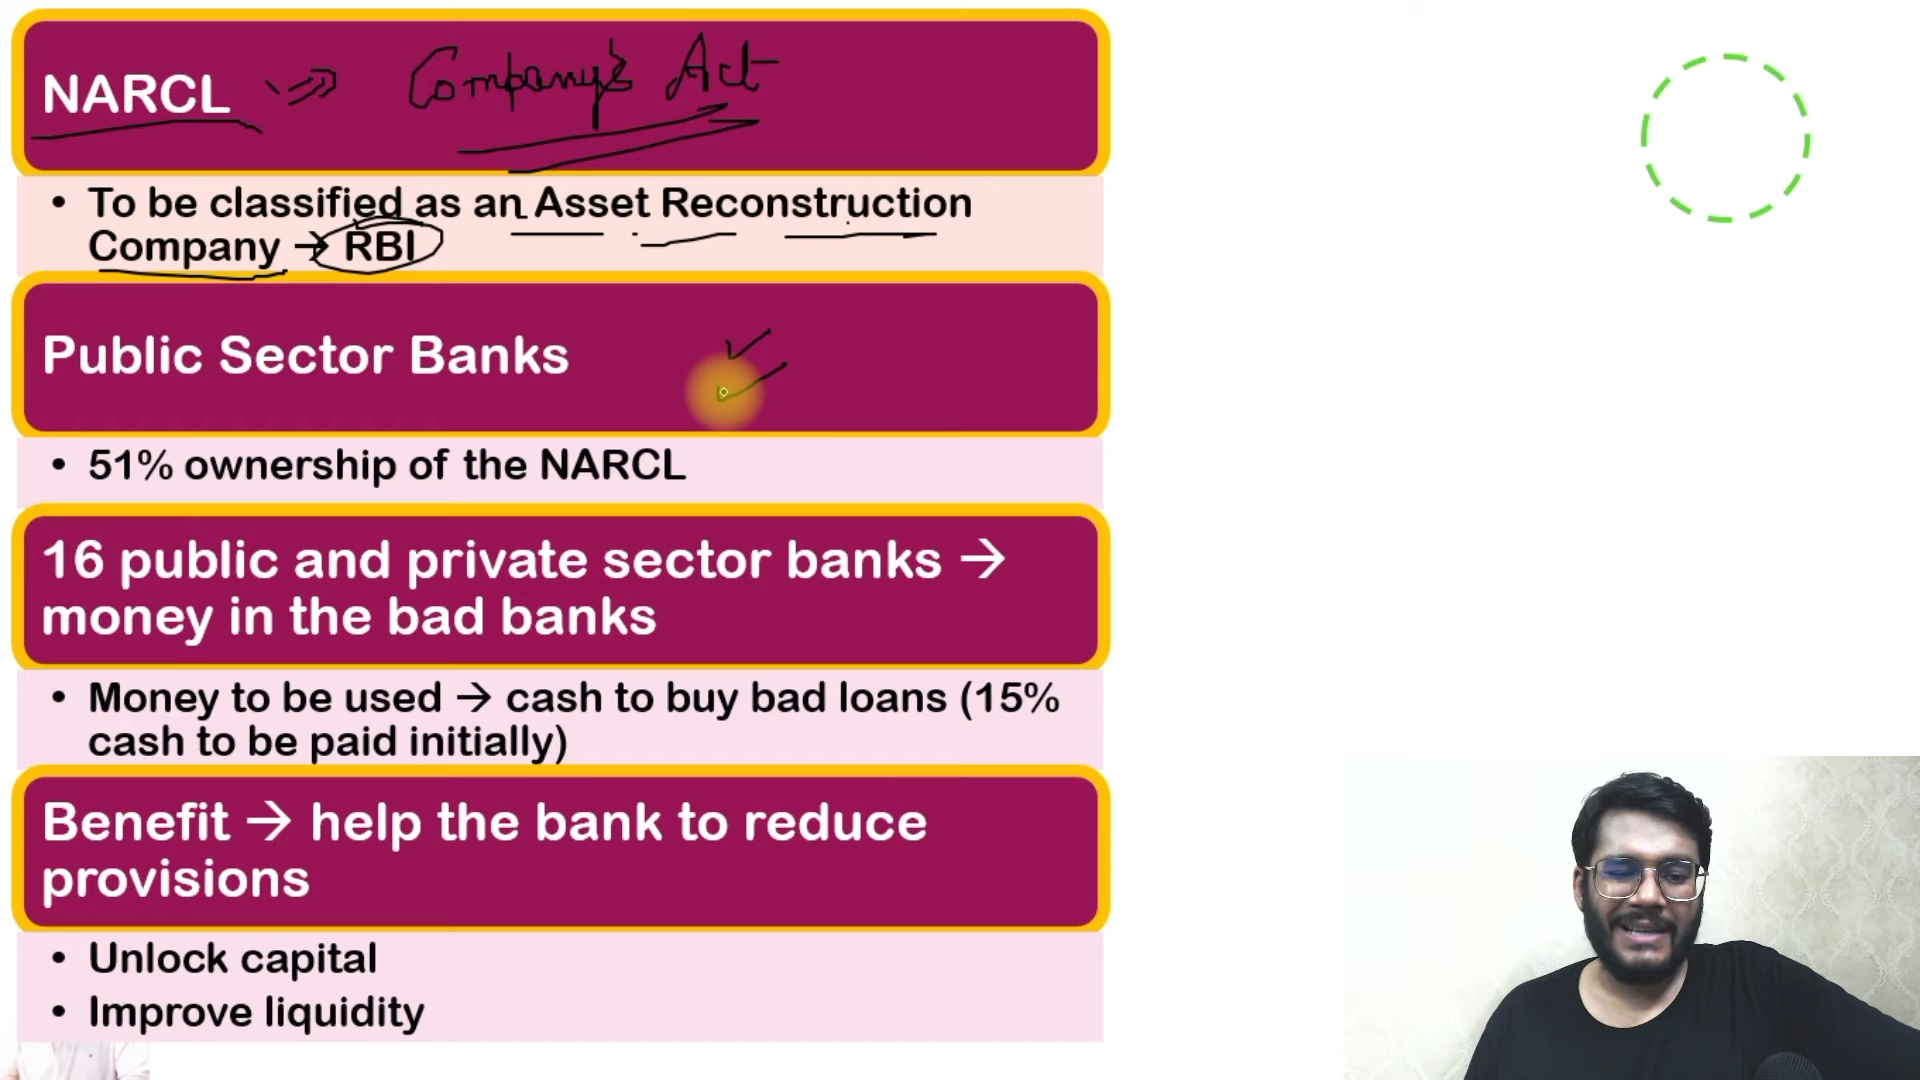 NARCL
Company's Act
• To be classified as an Asset Reconstruction
Company → RBI
Public Sector Banks
• 51% ownership of the NARCL
16 public and private sector banks →
money in the bad banks
• Money to be used → cash to buy bad loans (15%
cash to be paid initially)
Benefit → help the bank to reduce
provisions
• Unlock capital
• Improve liquidity